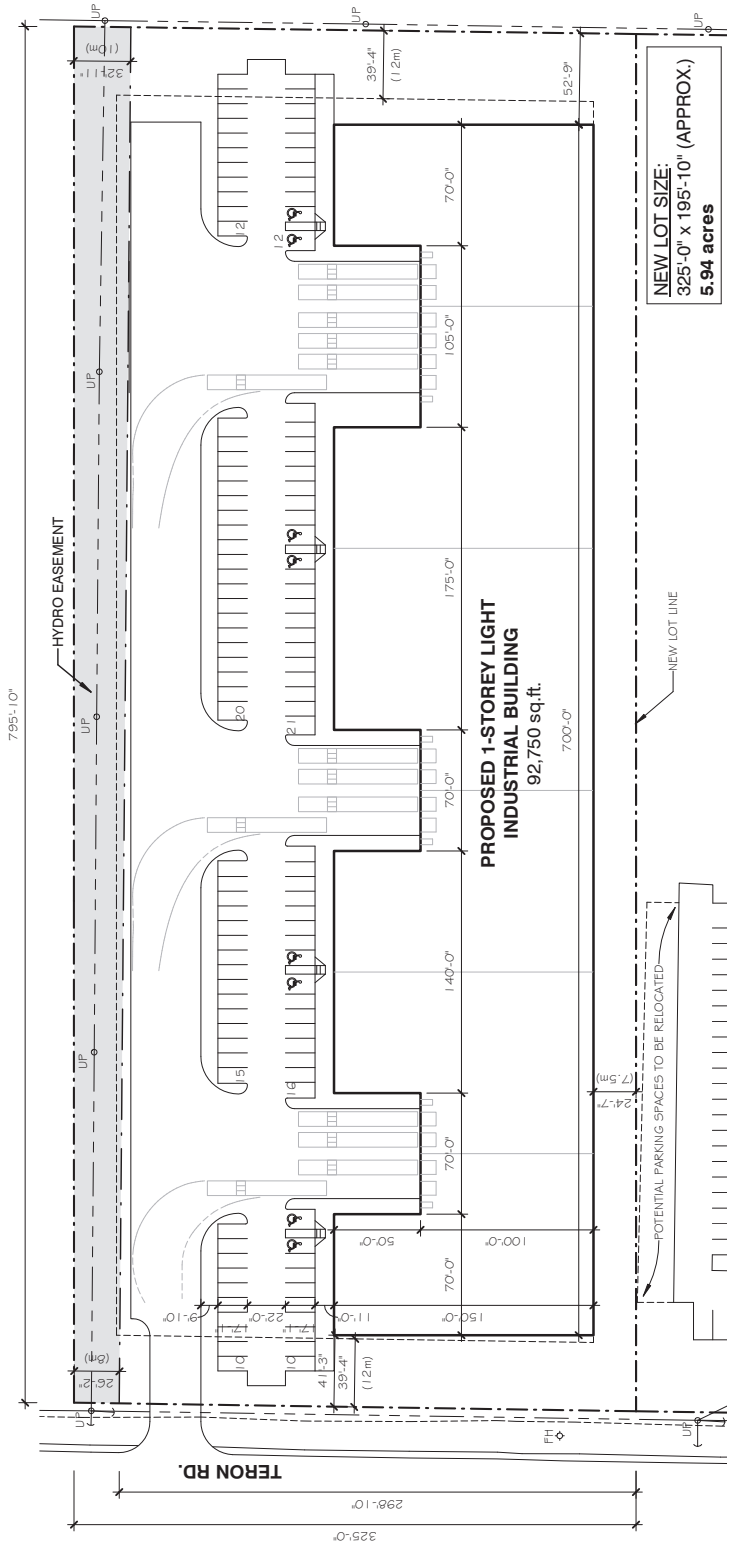 795'-10"
HYDRO EASEMENT
UP
UP
UP
UP
UP
UP
UP
UP
UP
32'-11"
(10m)
26'-2"
(8m)
39'-4"
(12m)
52'-9"
12
12
20
21
15
16
10
10
9'-10"
17'-1"
22'-0"
17'-1"
11'-0"
150'-0"
50'-0"
100'-0"
41'-3"
39'-4"
(12m)
70'-0"
70'-0"
140'-0"
70'-0"
175'-0"
105'-0"
70'-0"
PROPOSED 1-STOREY LIGHT
INDUSTRIAL BUILDING
92,750 sq.ft.
700'-0"
24'-7"
(7.5m)
NEW LOT LINE
POTENTIAL PARKING SPACES TO BE RELOCATED
NEW LOT SIZE:
325'-0" x 195'-10" (APPROX.)
5.94 acres
TERON RD.
FH
298'-10"
325'-0"